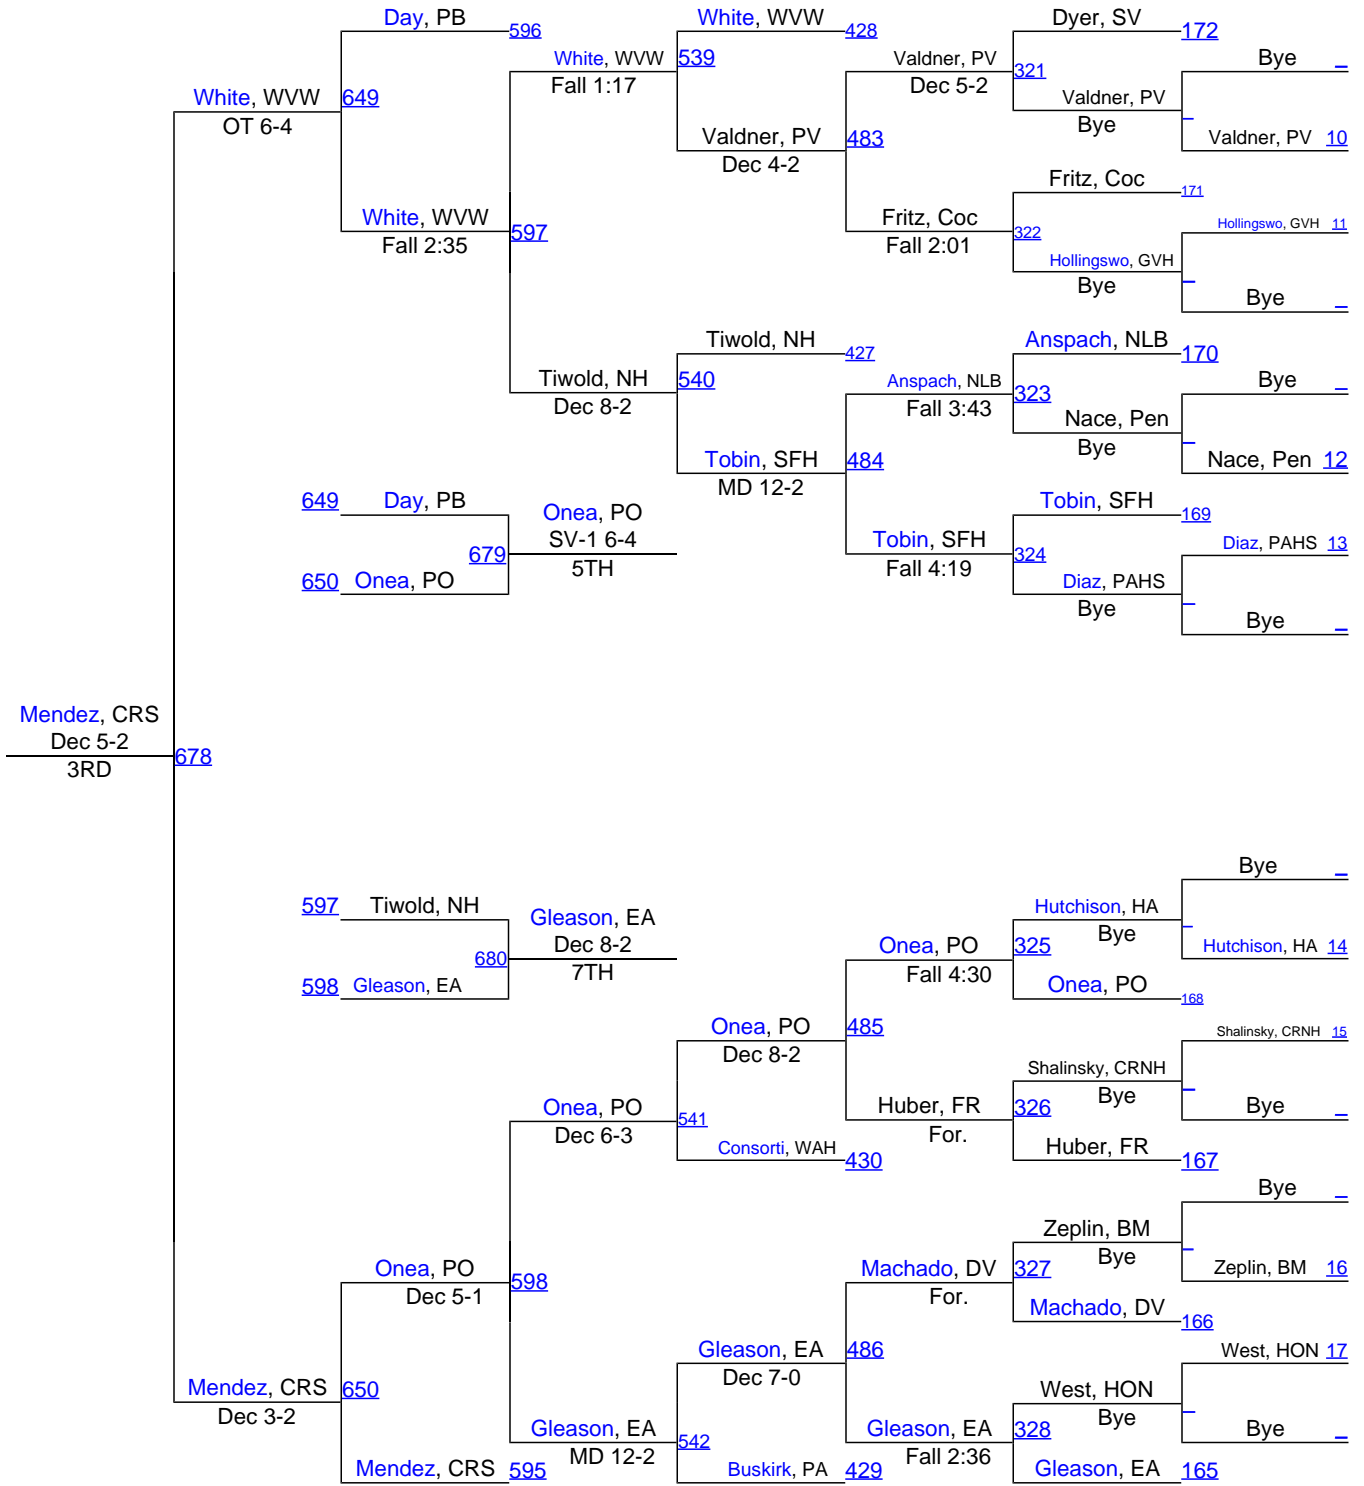 Day, PB
596
White, WVW
428
Dyer, SV
172
White, WVW
539
Fall 1:17
Valdner, PV
321
Dec 5-2
Bye
_
White, WVW
649
OT 6-4
Valdner, PV
_
Bye
Valdner, PV
483
Dec 4-2
Valdner, PV 10
Fritz, Coc
171
White, WVW
597
Fall 2:35
Fritz, Coc
322
Fall 2:01
Hollingswo, GVH 11
Hollingswo, GVH
_
Bye
Bye
_
Tiwold, NH
427
Anspach, NLB
170
Tiwold, NH
540
Dec 8-2
Anspach, NLB
323
Fall 3:43
Bye
_
Nace, Pen
_
Bye
Tobin, SFH
484
MD 12-2
Nace, Pen 12
649
Day, PB
Onea, PO
SV-1 6-4
679
5TH
650
Onea, PO
Tobin, SFH
169
Tobin, SFH
324
Fall 4:19
Diaz, PAHS 13
Diaz, PAHS
_
Bye
Bye
_
Mendez, CRS
Dec 5-2
678
3RD
Bye
_
597
Tiwold, NH
Gleason, EA
Dec 8-2
680
7TH
598
Gleason, EA
Hutchison, HA
_
Bye
Onea, PO
325
Fall 4:30
Hutchison, HA 14
Onea, PO
168
Onea, PO
485
Dec 8-2
Shalinsky, CRNH 15
Shalinsky, CRNH
_
Bye
Onea, PO
541
Dec 6-3
Huber, FR
326
For.
Bye
_
Consorti, WAH
430
Huber, FR
167
Bye
_
Zeplin, BM
_
Bye
Onea, PO
598
Dec 5-1
Machado, DV
327
For.
Zeplin, BM 16
Machado, DV
166
Gleason, EA
486
Dec 7-0
West, HON 17
Mendez, CRS
650
Dec 3-2
West, HON
_
Bye
Gleason, EA
542
MD 12-2
Gleason, EA
328
Fall 2:36
Bye
_
Mendez, CRS
595
Buskirk, PA
429
Gleason, EA
165